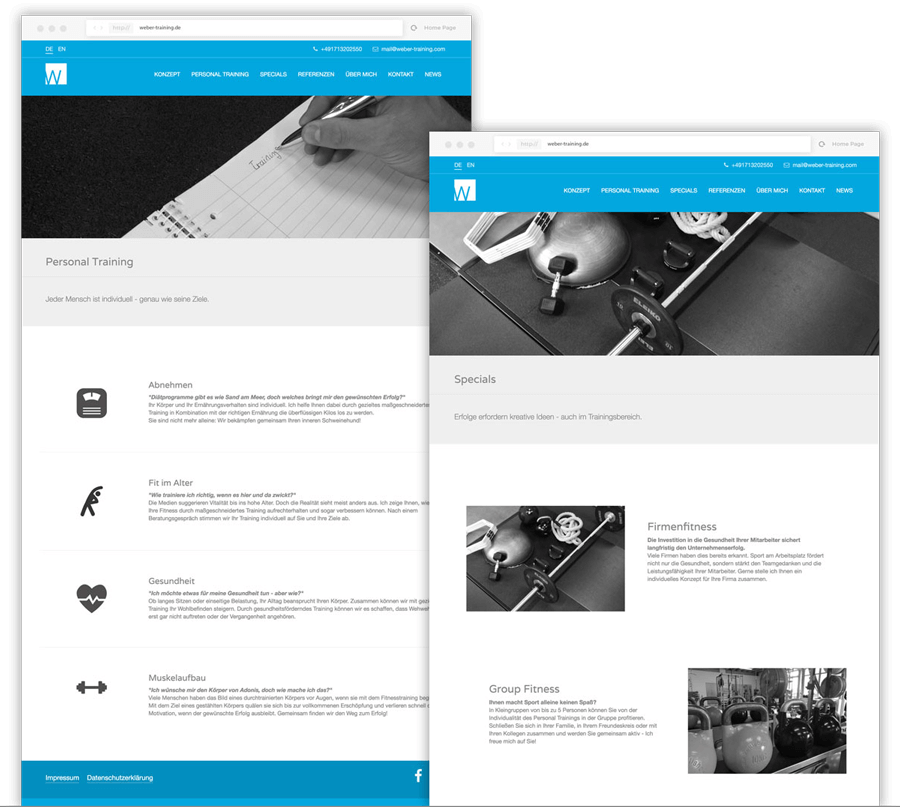 http:// weber-training.de Home Page
DE EN +491713202550 mail@weber-training.com
W
KONZEPT PERSONAL TRAINING SPECIALS REFERENZEN ÜBER MICH KONTAKT NEWS
Training
Personal Training
Jeder Mensch ist individuell - genau wie seine Ziele.
Abnehmen
"Diätprogramme gibt es wie Sand am Meer, doch welches bringt mir den gewünschten Erfolg?"
Ihr Körper und Ihr Ernährungsverhalten sind individuell. Ich helfe Ihnen dabei durch gezieltes maßgeschneiderte
Training in Kombination mit der richtigen Ernährung die überflüssigen Kilos los zu werden.
Sie sind nicht mehr alleine: Wir bekämpfen gemeinsam Ihren inneren Schweinehund!
Fit im Alter
"Wie trainiere ich richtig, wenn es hier und da zwickt?"
Die Medien suggerieren Vitalität bis ins hohe Alter. Doch die Realität sieht meist anders aus. Ich zeige Ihnen, wie
Ihre Fitness durch maßgeschneidertes Training aufrechterhalten und sogar verbessern können. Nach einem
Beratungsgespräch stimmen wir Ihr Training individuell auf Sie und Ihre Ziele ab.
Gesundheit
"Ich möchte etwas für meine Gesundheit tun - aber wie?"
Ob langes Sitzen oder einseitige Belastung, Ihr Alltag beansprucht Ihren Körper. Zusammen können wir mit gezi
Training Ihr Wohlbefinden steigern. Durch gesundheitsförderndes Training können wir es schaffen, dass Wehweh
erst gar nicht auftreten oder der Vergangenheit angehören.
Muskelaufbau
"Ich wünsche mir den Körper von Adonis, doch wie mache ich das?"
Viele Menschen haben das Bild eines durchtrainierten Körpers vor Augen, wenn sie mit dem Fitnesstraining beg
Mit dem Ziel eines gestählten Körpers quälen sie sich bis zur vollkommenen Erschöpfung und verlieren schnell
Motivation, wenn der gewünschte Erfolg ausbleibt. Gemeinsam finden wir den Weg zum Erfolg!
Impressum Datenschutzerklärung
http:// weber-training.de Home Page
DE EN +491713202550 mail@weber-training.com
W
KONZEPT PERSONAL TRAINING SPECIALS REFERENZEN ÜBER MICH KONTAKT NEWS
ELEIKO
Specials
Erfolge erfordern kreative Ideen - auch im Trainingsbereich.
Firmenfitness
Die Investition in die Gesundheit Ihrer Mitarbeiter sichert
langfristig den Unternehmenserfolg.
Viele Firmen haben dies bereits erkannt. Sport am Arbeitsplatz fördert
nicht nur die Gesundheit, sondern stärkt den Teamgedanken und die
Leistungsfähigkeit Ihrer Mitarbeiter. Gerne stelle ich Ihnen ein
individuelles Konzept für Ihre Firma zusammen.
Group Fitness
Ihnen macht Sport alleine keinen Spaß?
In Kleingruppen von bis zu 5 Personen können Sie von der
Individualität des Personal Trainings in der Gruppe profitieren.
Schließen Sie sich in Ihrer Familie, in Ihrem Freundeskreis oder mit
Ihren Kollegen zusammen und werden Sie gemeinsam aktiv - Ich
freue mich auf Sie!